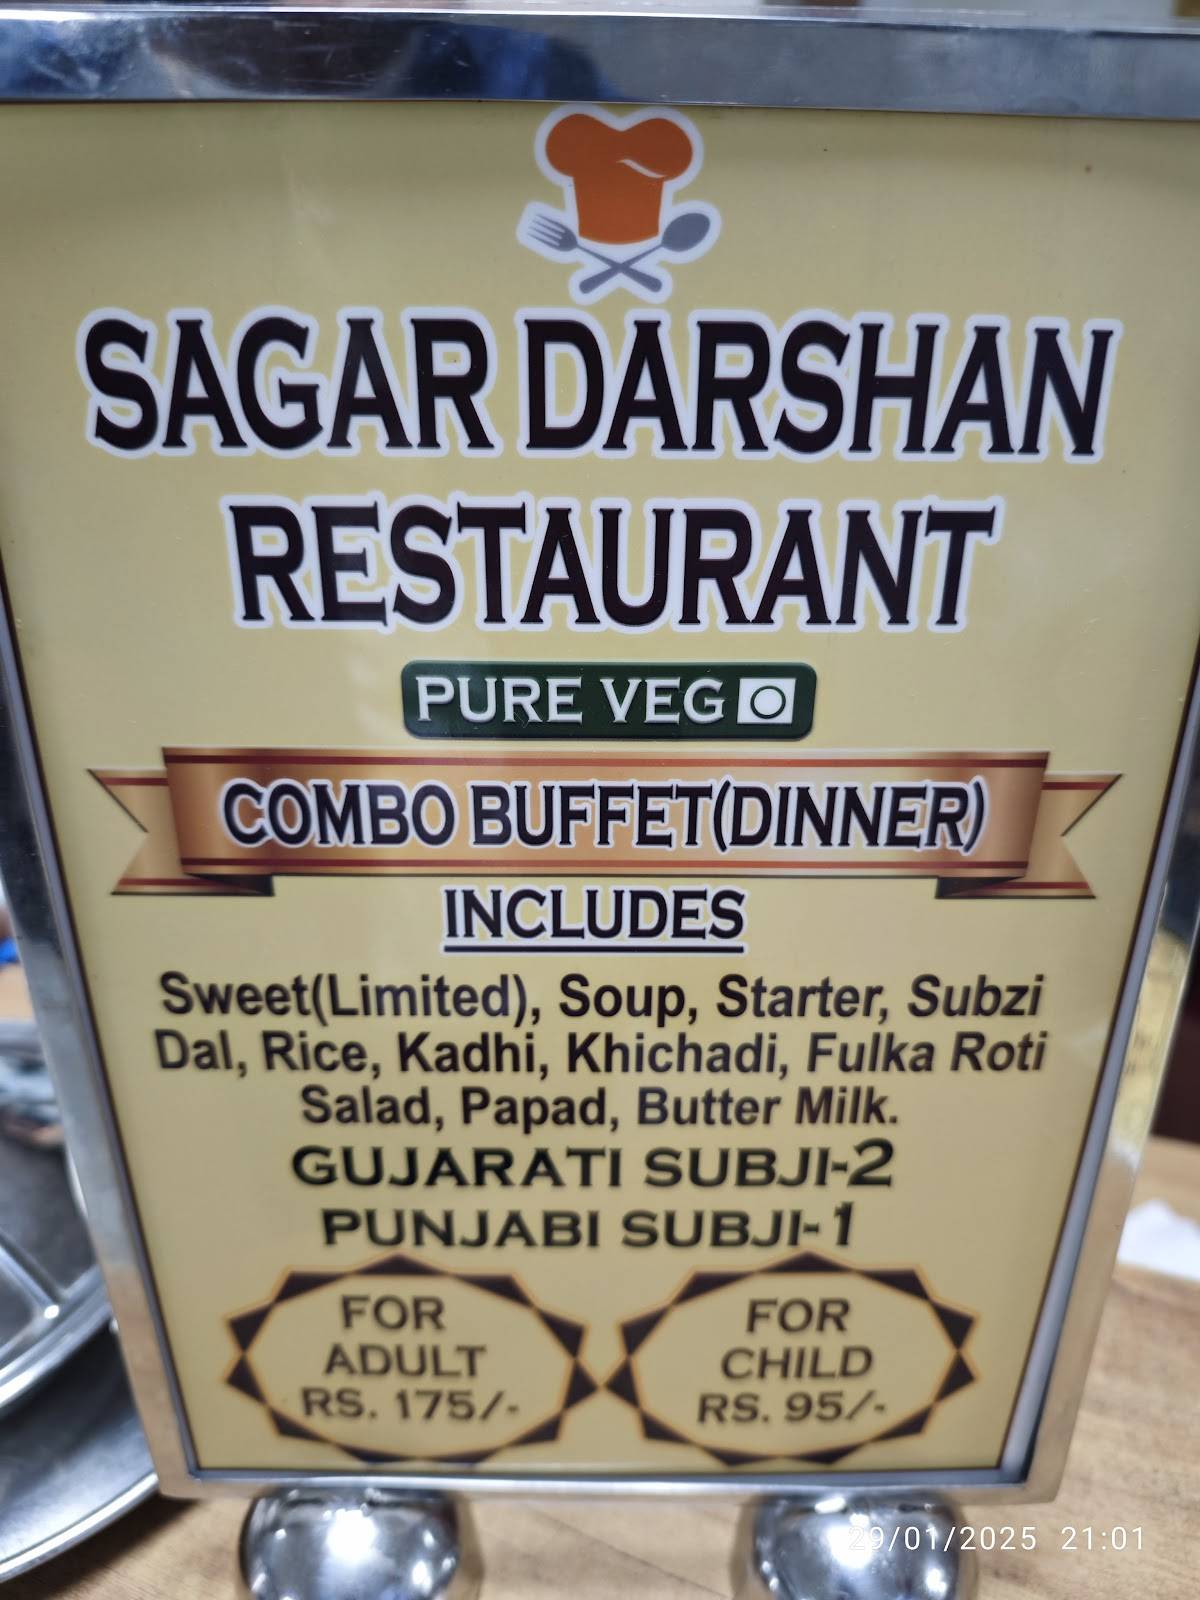 SAGAR DARSHAN
RESTAURANT
PURE VEG
COMBO BUFFET(DINNER)
INCLUDES
Sweet(Limited), Soup, Starter, Subzi
Dal, Rice, Kadhi, Khichadi, Fulka Roti
Salad, Papad, Butter Milk.
GUJARATI SUBJI-2
PUNJABI SUBJI-1
FOR
ADULT
RS. 175/-
FOR
CHILD
RS. 95/-
29/01/2025 21:01